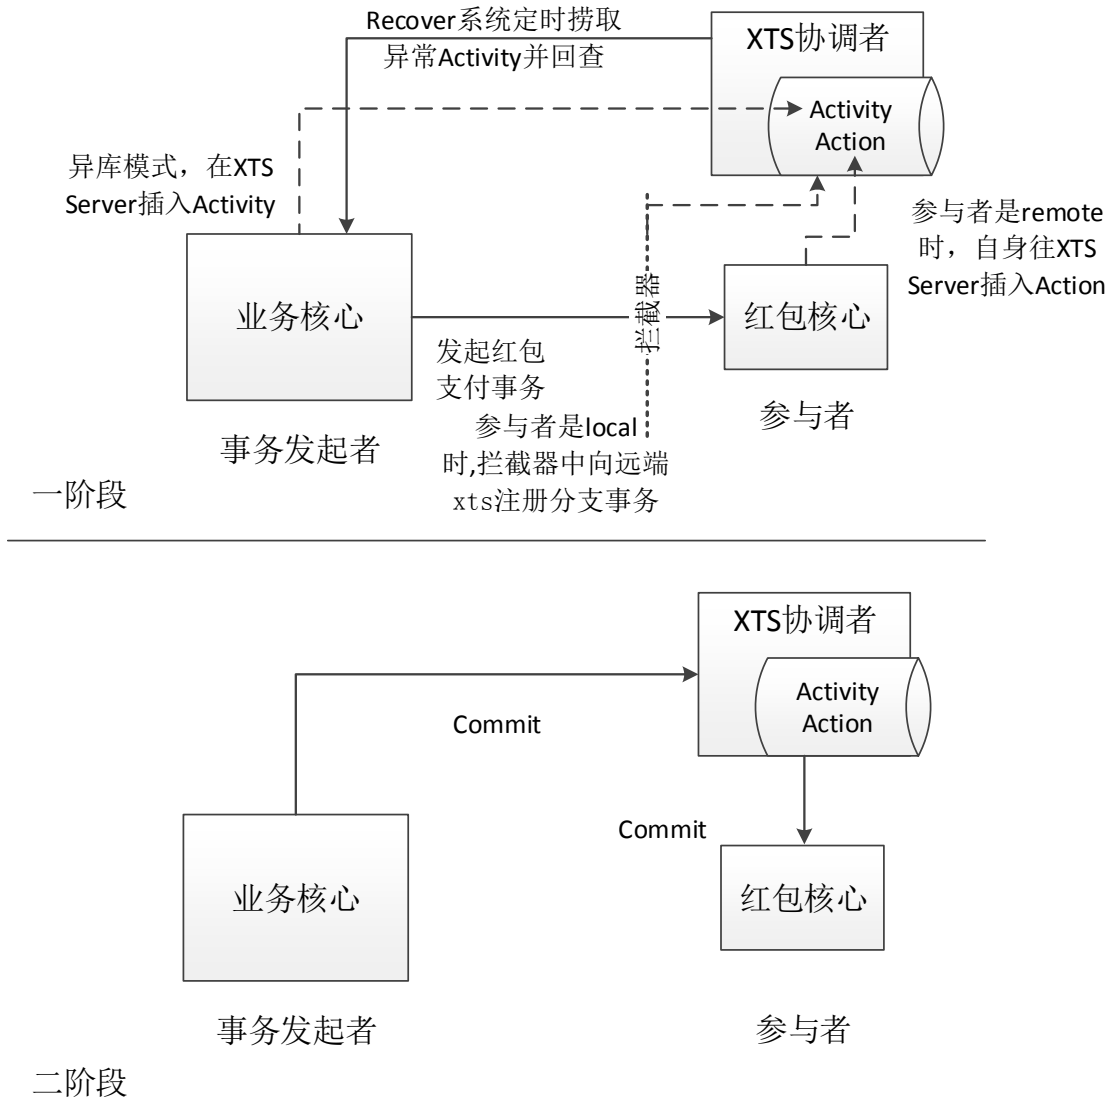 Recover系统定时捞取
异常Activity并回查
XTS协调者
Activity
Action
异库模式，在XTS
Server插入Activity
参与者是remote
时，自身往XTS
Server插入Action
业务核心
拦截器
红包核心
发起红包
支付事务
事务发起者
参与者
参与者是local
时,拦截器中向远端
xts注册分支事务
一阶段
XTS协调者
Activity
Action
Commit
Commit
业务核心
红包核心
事务发起者
参与者
二阶段